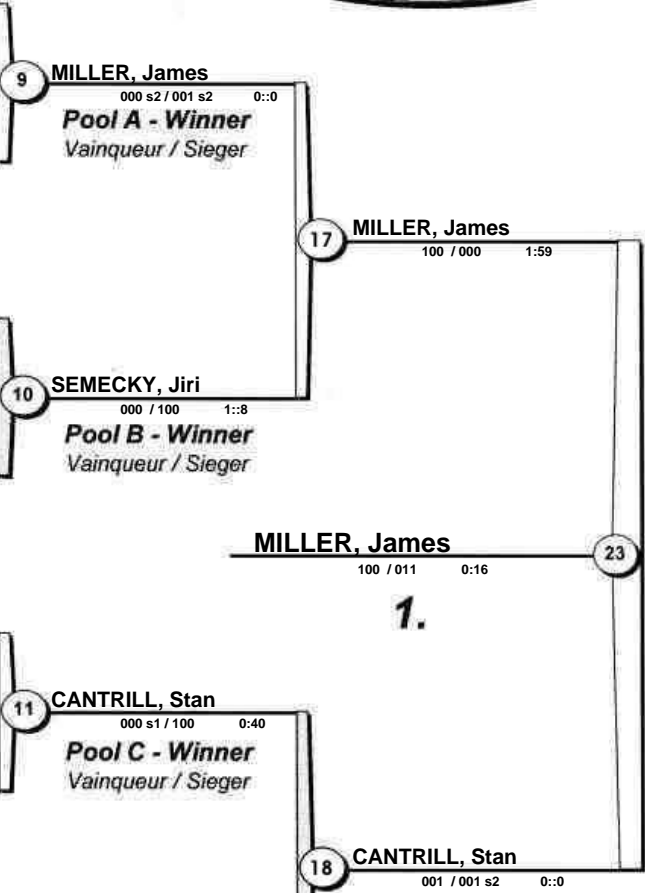 9 MILLER, James
000 s2 / 001 s2 0::0
Pool A - Winner
Vainqueur / Sieger
17 MILLER, James
100 / 000 1:59
10 SEMECKY, Jiri
000 / 100 1::8
Pool B - Winner
Vainqueur / Sieger
MILLER, James 23
100 / 011 0:16
1.
11 CANTRILL, Stan
000 s1 / 100 0:40
Pool C - Winner
Vainqueur / Sieger
18 CANTRILL, Stan
001 / 001 s2 0::0